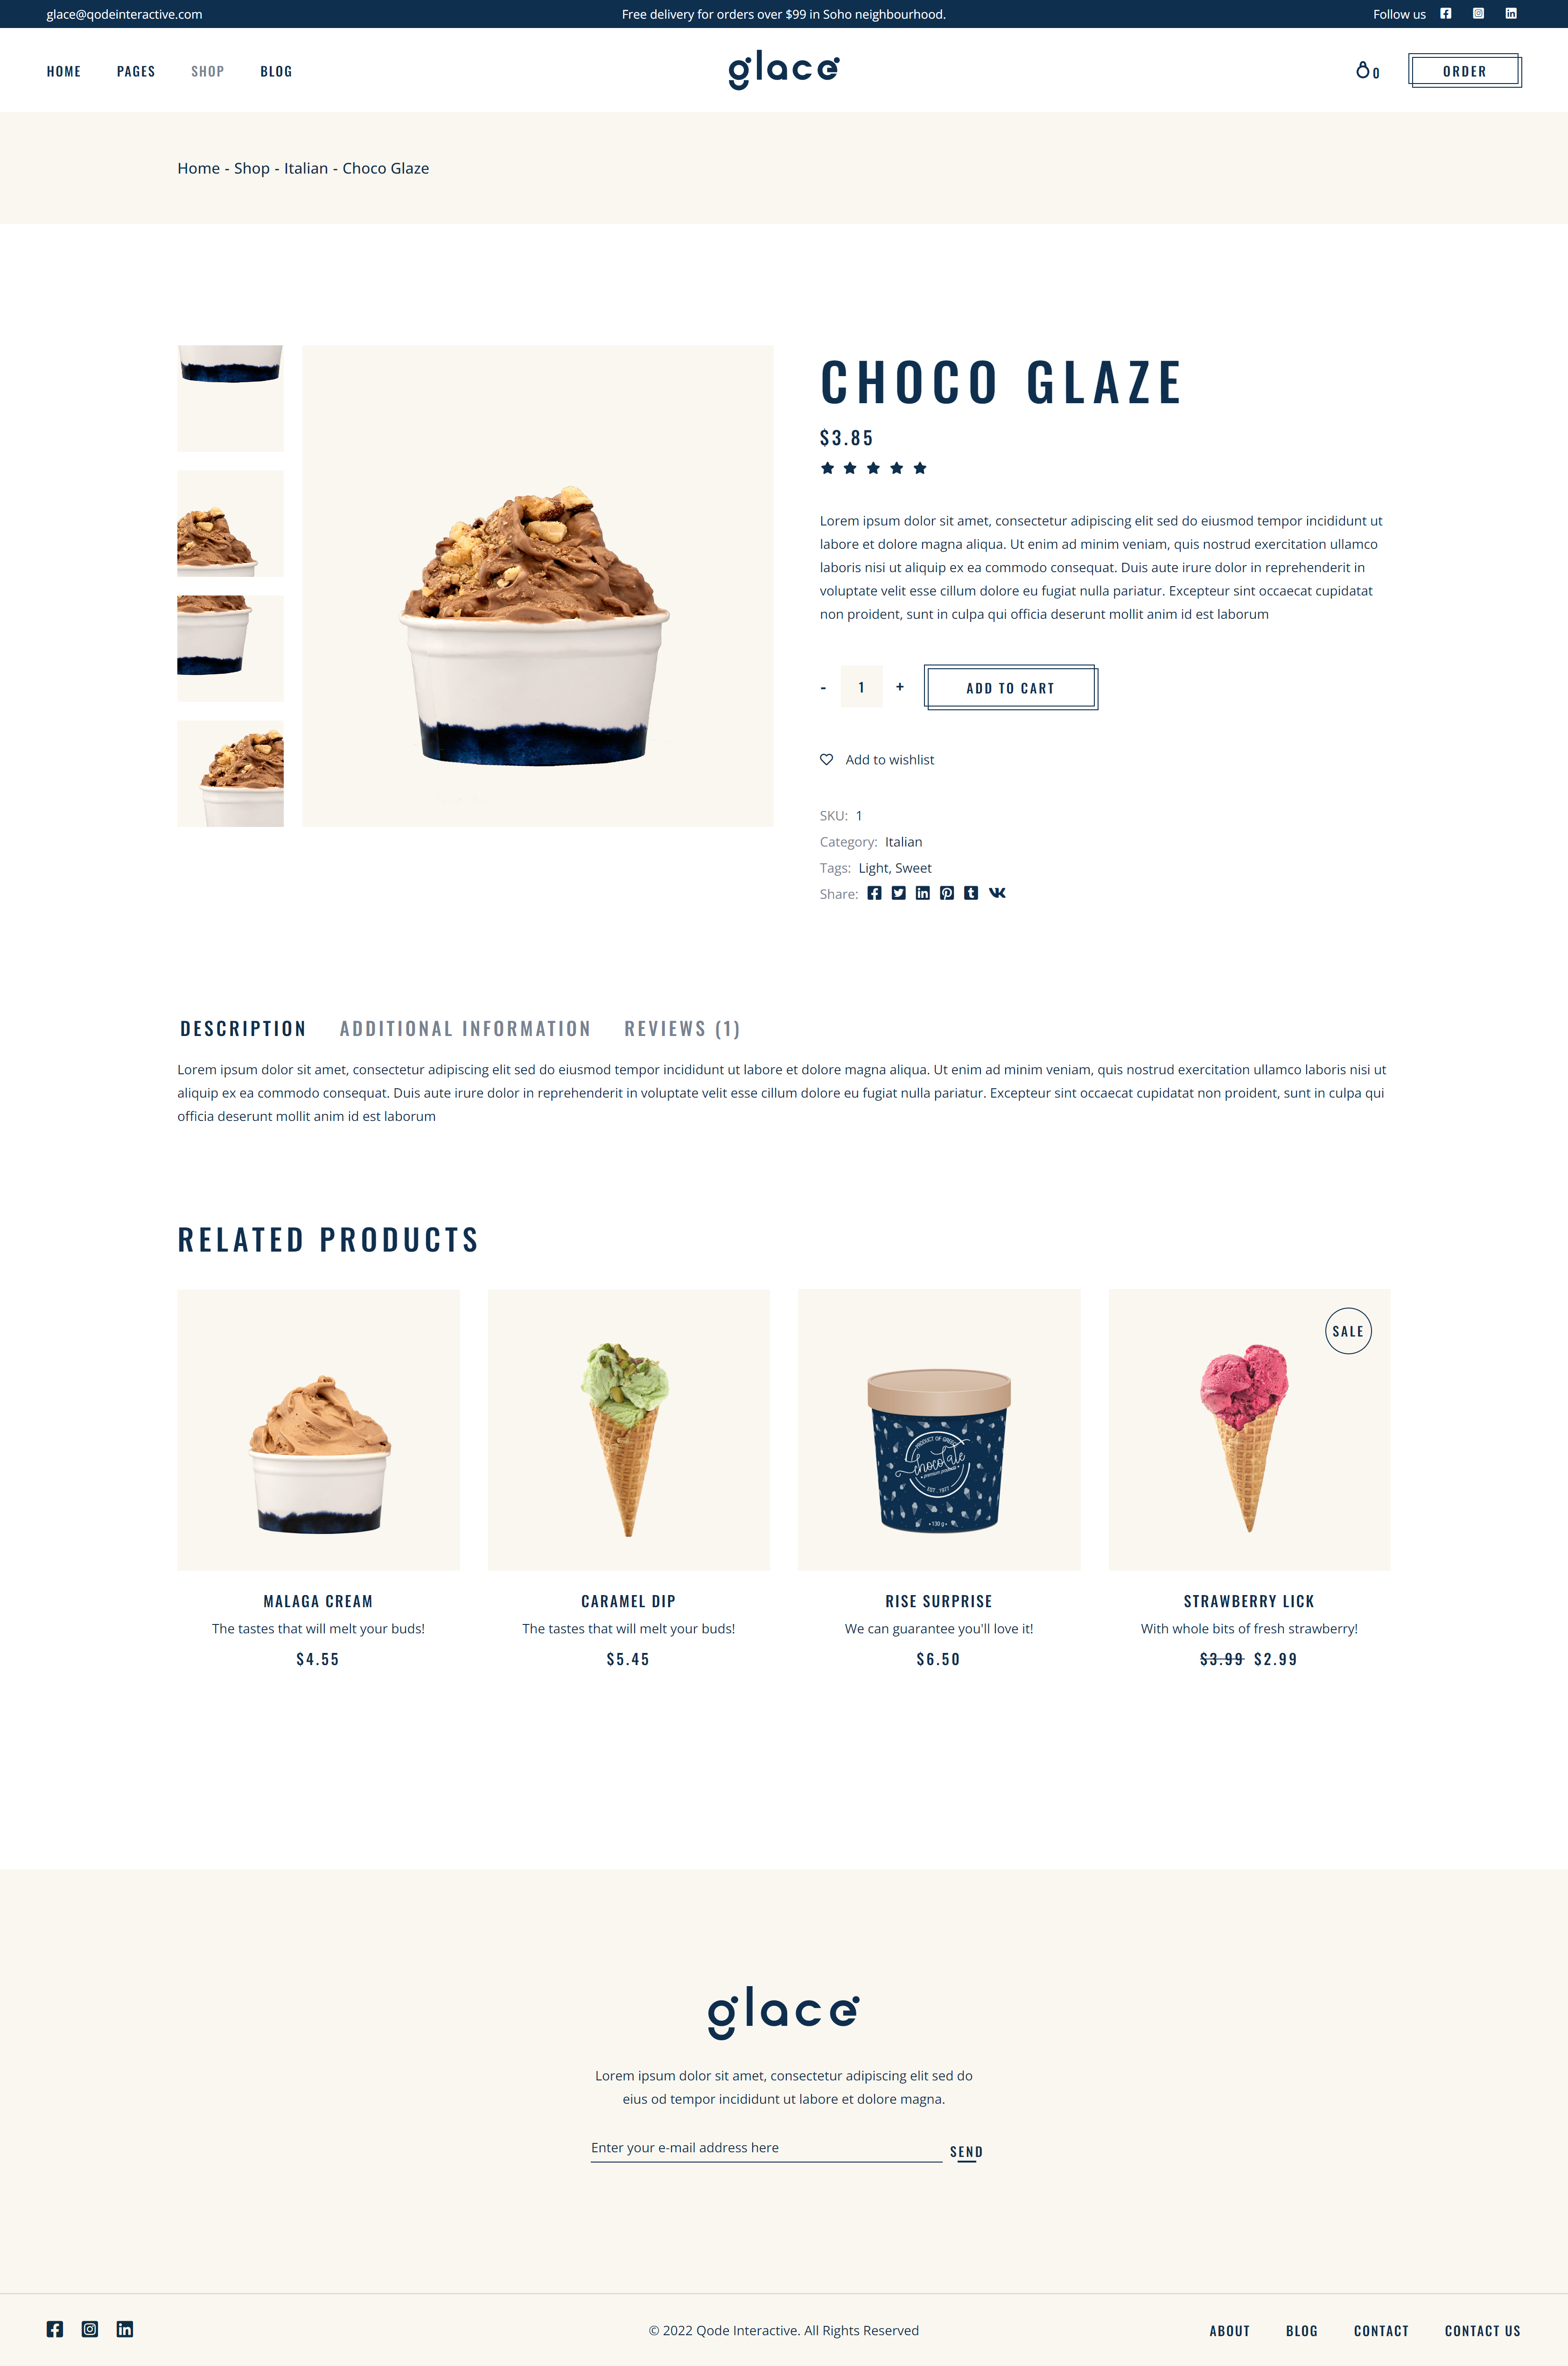 glace@qodeinteractive.com
Free delivery for orders over $99 in Soho neighbourhood.
Follow us
HOME PAGES SHOP BLOG
glace
0
ORDER
Home - Shop - Italian - Choco Glaze
CHOCO GLAZE
$3.85
Lorem ipsum dolor sit amet, consectetur adipiscing elit sed do eiusmod tempor incididunt ut
labore et dolore magna aliqua. Ut enim ad minim veniam, quis nostrud exercitation ullamco
laboris nisi ut aliquip ex ea commodo consequat. Duis aute irure dolor in reprehenderit in
voluptate velit esse cillum dolore eu fugiat nulla pariatur. Excepteur sint occaecat cupidatat
non proident, sunt in culpa qui officia deserunt mollit anim id est laborum
- 1 + ADD TO CART
Add to wishlist
SKU: 1
Category: Italian
Tags: Light, Sweet
Share:
DESCRIPTION ADDITIONAL INFORMATION REVIEWS (1)
Lorem ipsum dolor sit amet, consectetur adipiscing elit sed do eiusmod tempor incididunt ut labore et dolore magna aliqua. Ut enim ad minim veniam, quis nostrud exercitation ullamco laboris nisi ut
aliquip ex ea commodo consequat. Duis aute irure dolor in reprehenderit in voluptate velit esse cillum dolore eu fugiat nulla pariatur. Excepteur sint occaecat cupidatat non proident, sunt in culpa qui
officia deserunt mollit anim id est laborum
RELATED PRODUCTS
PRODUCT OF
chocolate
premium products
EST. 1977
130 g
SALE
MALAGA CREAM
The tastes that will melt your buds!
$4.55
CARAMEL DIP
The tastes that will melt your buds!
$5.45
RISE SURPRISE
We can guarantee you'll love it!
$6.50
STRAWBERRY LICK
With whole bits of fresh strawberry!
$3.99 $2.99
glace
Lorem ipsum dolor sit amet, consectetur adipiscing elit sed do
eius od tempor incididunt ut labore et dolore magna.
Enter your e-mail address here
SEND
© 2022 Qode Interactive. All Rights Reserved
ABOUT BLOG CONTACT CONTACT US